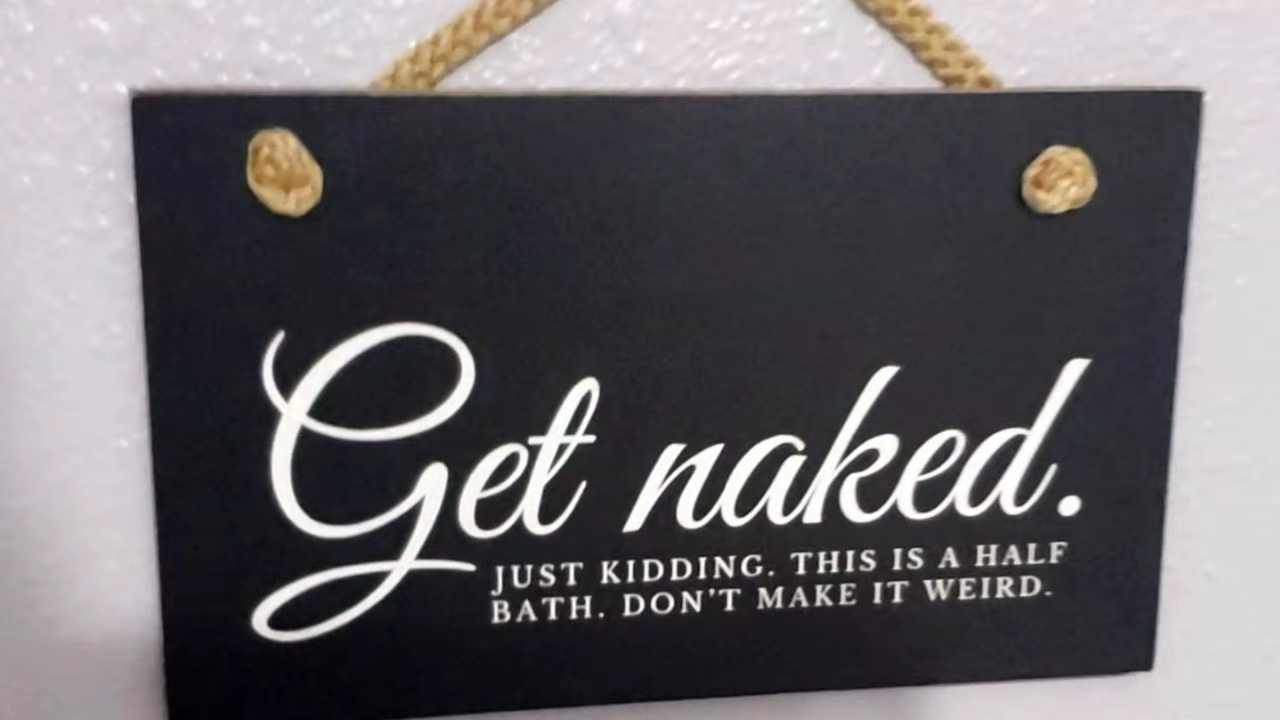 Get naked.
JUST KIDDING. THIS IS A HALF
BATH. DON'T MAKE IT WEIRD.